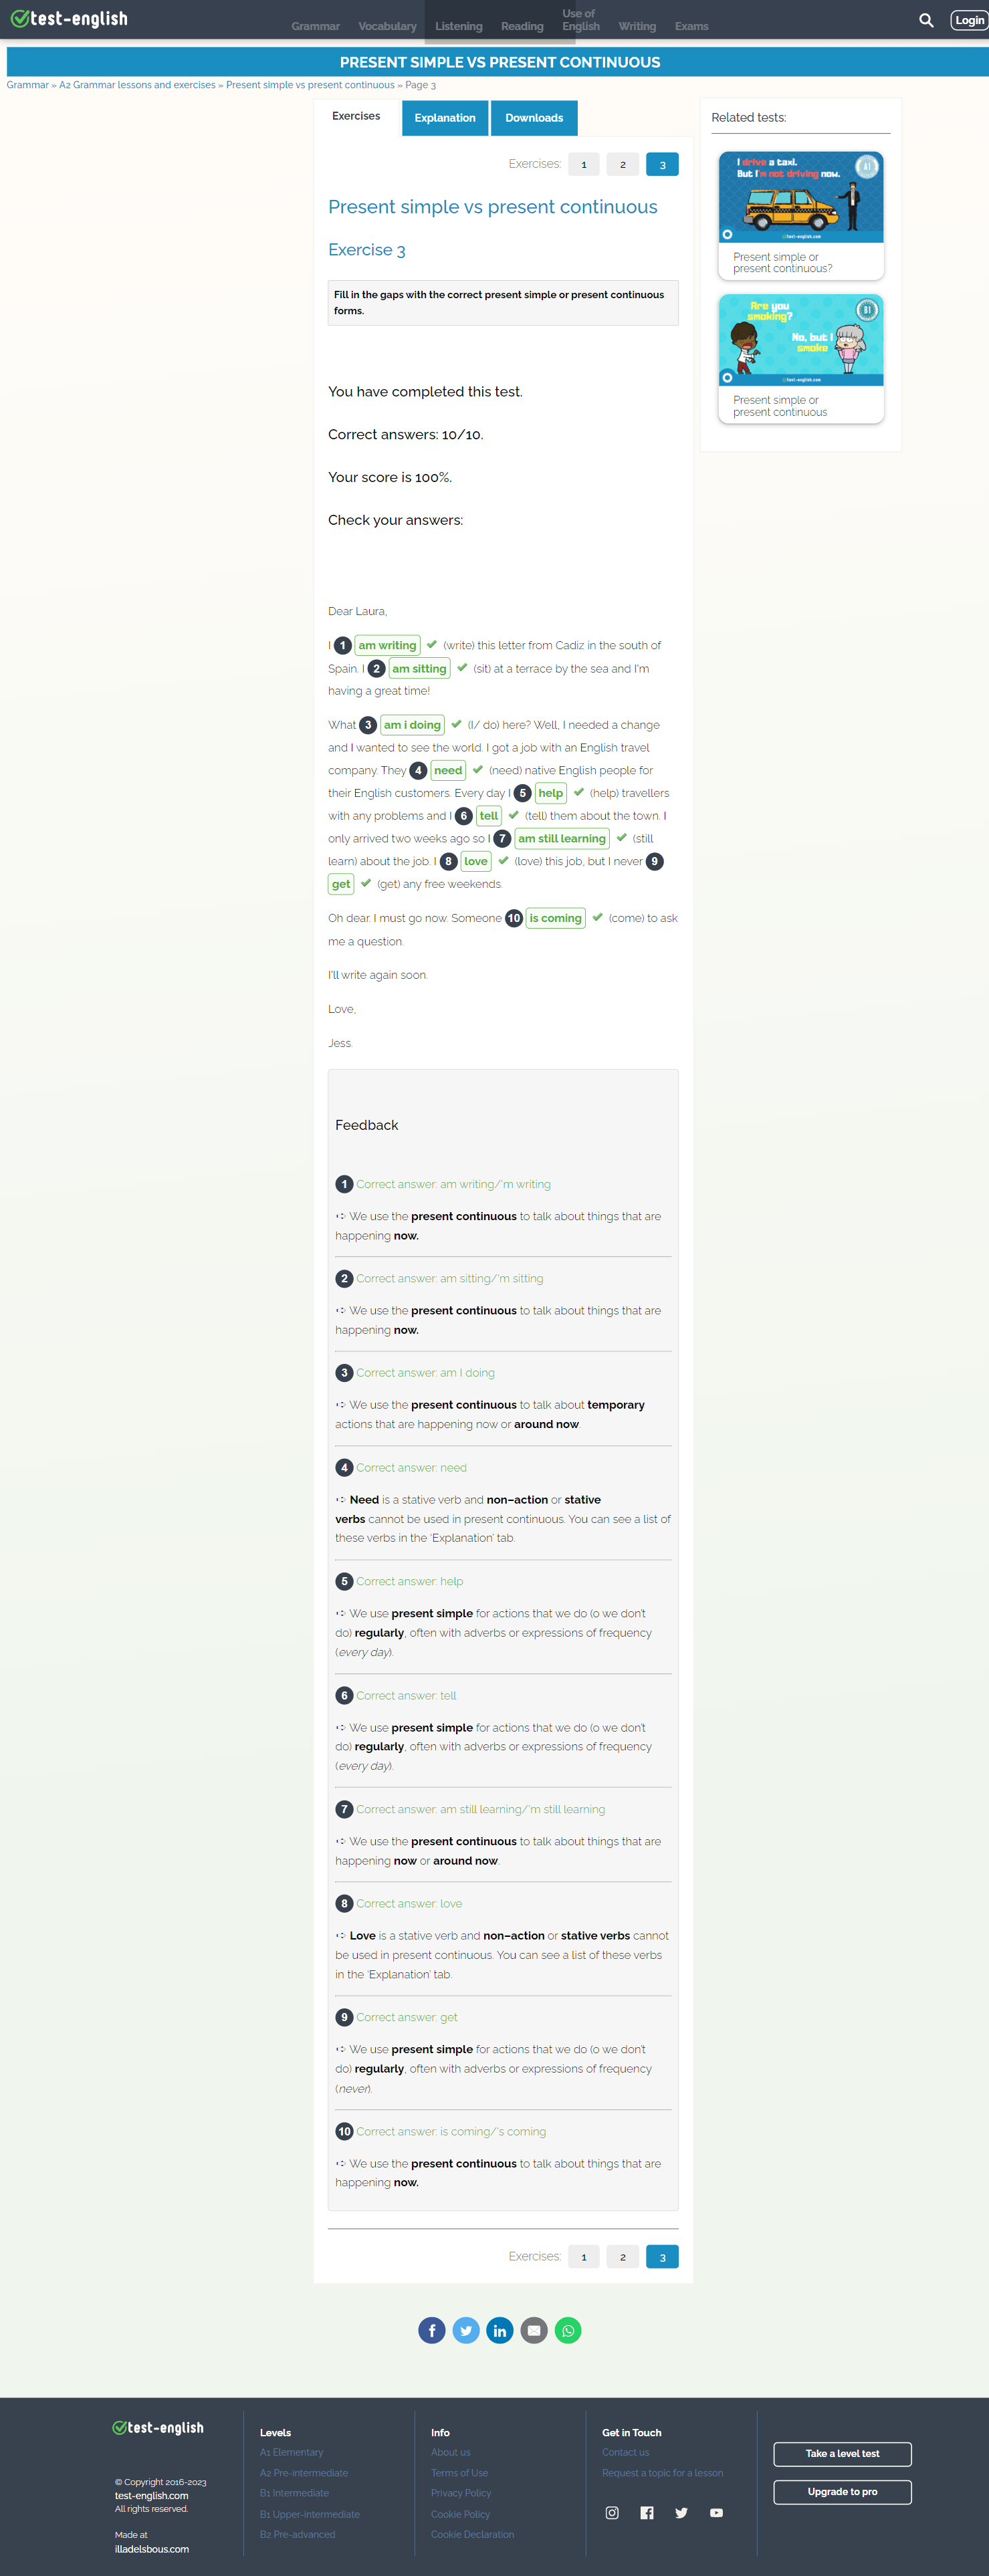 test-english
Grammar
Vocabulary
Listening
Reading
Use of
English
Writing
Exams
Login
PRESENT SIMPLE VS PRESENT CONTINUOUS
Grammar » A2 Grammar lessons and exercises » Present simple vs present continuous » Page 3
Exercises
Explanation
Downloads
Exercises: 1 2 3
Present simple vs present continuous
Exercise 3
Fill in the gaps with the correct present simple or present continuous
forms.
You have completed this test.
Correct answers: 10/10.
Your score is 100%.
Check your answers:
Dear Laura,
I 1 am writing (write) this letter from Cadiz in the south of
Spain. I 2 am sitting (sit) at a terrace by the sea and I'm
having a great time!
What 3 am i doing (I/ do) here? Well, I needed a change
and I wanted to see the world. I got a job with an English travel
company. They 4 need (need) native English people for
their English customers. Every day I 5 help (help) travellers
with any problems and I 6 tell (tell) them about the town. I
only arrived two weeks ago so I 7 am still learning (still
learn) about the job. I 8 love (love) this job, but I never 9
get (get) any free weekends.
Oh dear. I must go now. Someone 10 is coming (come) to ask
me a question.
I'll write again soon.
Love,
Jess.
Feedback
1 Correct answer: am writing/'m writing
➪ We use the present continuous to talk about things that are
happening now.
2 Correct answer: am sitting/'m sitting
➪ We use the present continuous to talk about things that are
happening now.
3 Correct answer: am I doing
➪ We use the present continuous to talk about temporary
actions that are happening now or around now.
4 Correct answer: need
➪ Need is a stative verb and non–action or stative
verbs cannot be used in present continuous. You can see a list of
these verbs in the 'Explanation' tab.
5 Correct answer: help
➪ We use present simple for actions that we do (o we don't
do) regularly, often with adverbs or expressions of frequency
(every day).
6 Correct answer: tell
➪ We use present simple for actions that we do (o we don't
do) regularly, often with adverbs or expressions of frequency
(every day).
7 Correct answer: am still learning/'m still learning
➪ We use the present continuous to talk about things that are
happening now or around now.
8 Correct answer: love
➪ Love is a stative verb and non–action or stative verbs cannot
be used in present continuous. You can see a list of these verbs
in the 'Explanation' tab.
9 Correct answer: get
➪ We use present simple for actions that we do (o we don't
do) regularly, often with adverbs or expressions of frequency
(never).
10 Correct answer: is coming/'s coming
➪ We use the present continuous to talk about things that are
happening now.
Exercises: 1 2 3
Related tests:
I drive a taxi.
But I'm not driving now.
A1
test-english.com
Present simple or
present continuous?
Are you
smoking?
B1
No, but I
smoke
test-english.com
Present simple or
present continuous
test-english
© Copyright 2016-2023
test-english.com
All rights reserved.
Made at
illadelsbous.com
Levels
A1 Elementary
A2 Pre-intermediate
B1 Intermediate
B1 Upper-intermediate
B2 Pre-advanced
Info
About us
Terms of Use
Privacy Policy
Cookie Policy
Cookie Declaration
Get in Touch
Contact us
Request a topic for a lesson
Take a level test
Upgrade to pro